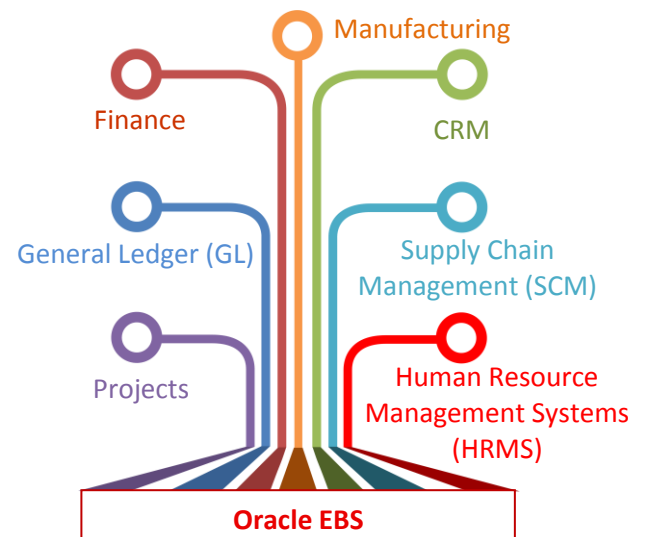 Manufacturing
Finance
CRM
General Ledger (GL)
Supply Chain
Management (SCM)
Projects
Human Resource
Management Systems
(HRMS)
Oracle EBS